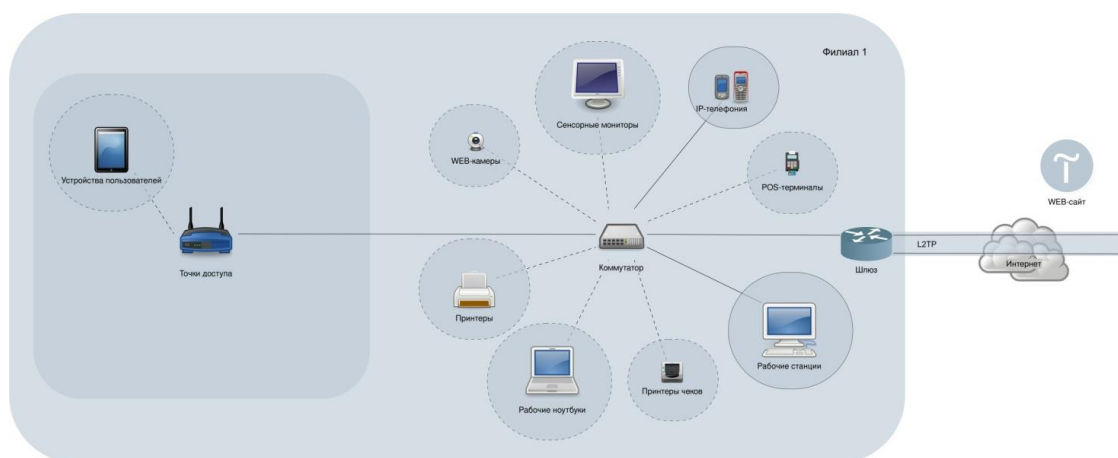 Филиал 1
Сенсорные мониторы
IP-телефония
WEB-камеры
POS-терминалы
Устройства пользователей
WEB-сайт
Точки доступа
Коммутатор
Шлюз
L2TP
Интернет
Принтеры
Рабочие станции
Рабочие ноутбуки
Принтеры чеков